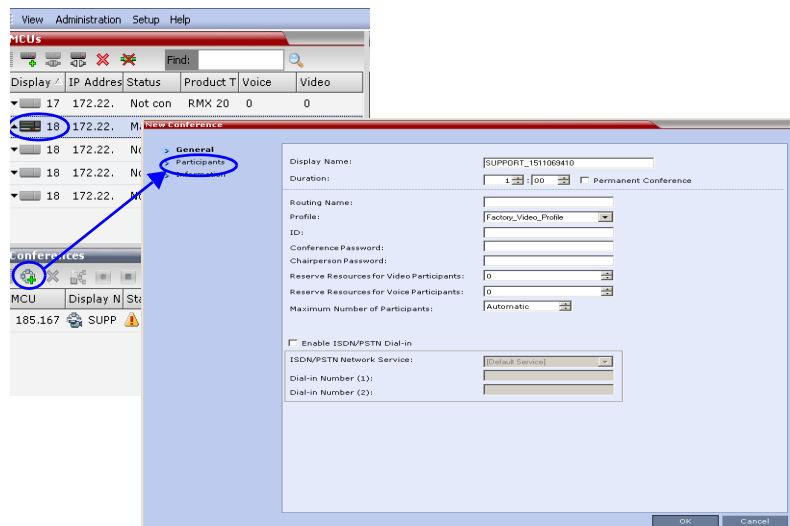 View Administration Setup Help
MCUs
Find:
Display IP Addres Status Product T Voice Video
17 172.22. Not con RMX 20 0 0
18 172.22. M
18 172.22. No
18 172.22. No
18 172.22. No
Conferences
MCU Display N Sta
185.167 SUPP
New Conference
General
Participants
Information
Display Name: SUPPORT_1511069410
Duration: 1 : 00 Permanent Conference
Routing Name:
Profile: Factory_Video_Profile
ID:
Conference Password:
Chairperson Password:
Reserve Resources for Video Participants: 0
Reserve Resources for Voice Participants: 0
Maximum Number of Participants: Automatic
Enable ISDN/PSTN Dial-in
ISDN/PSTN Network Service: [Default Service]
Dial-in Number (1):
Dial-in Number (2):
OK Cancel